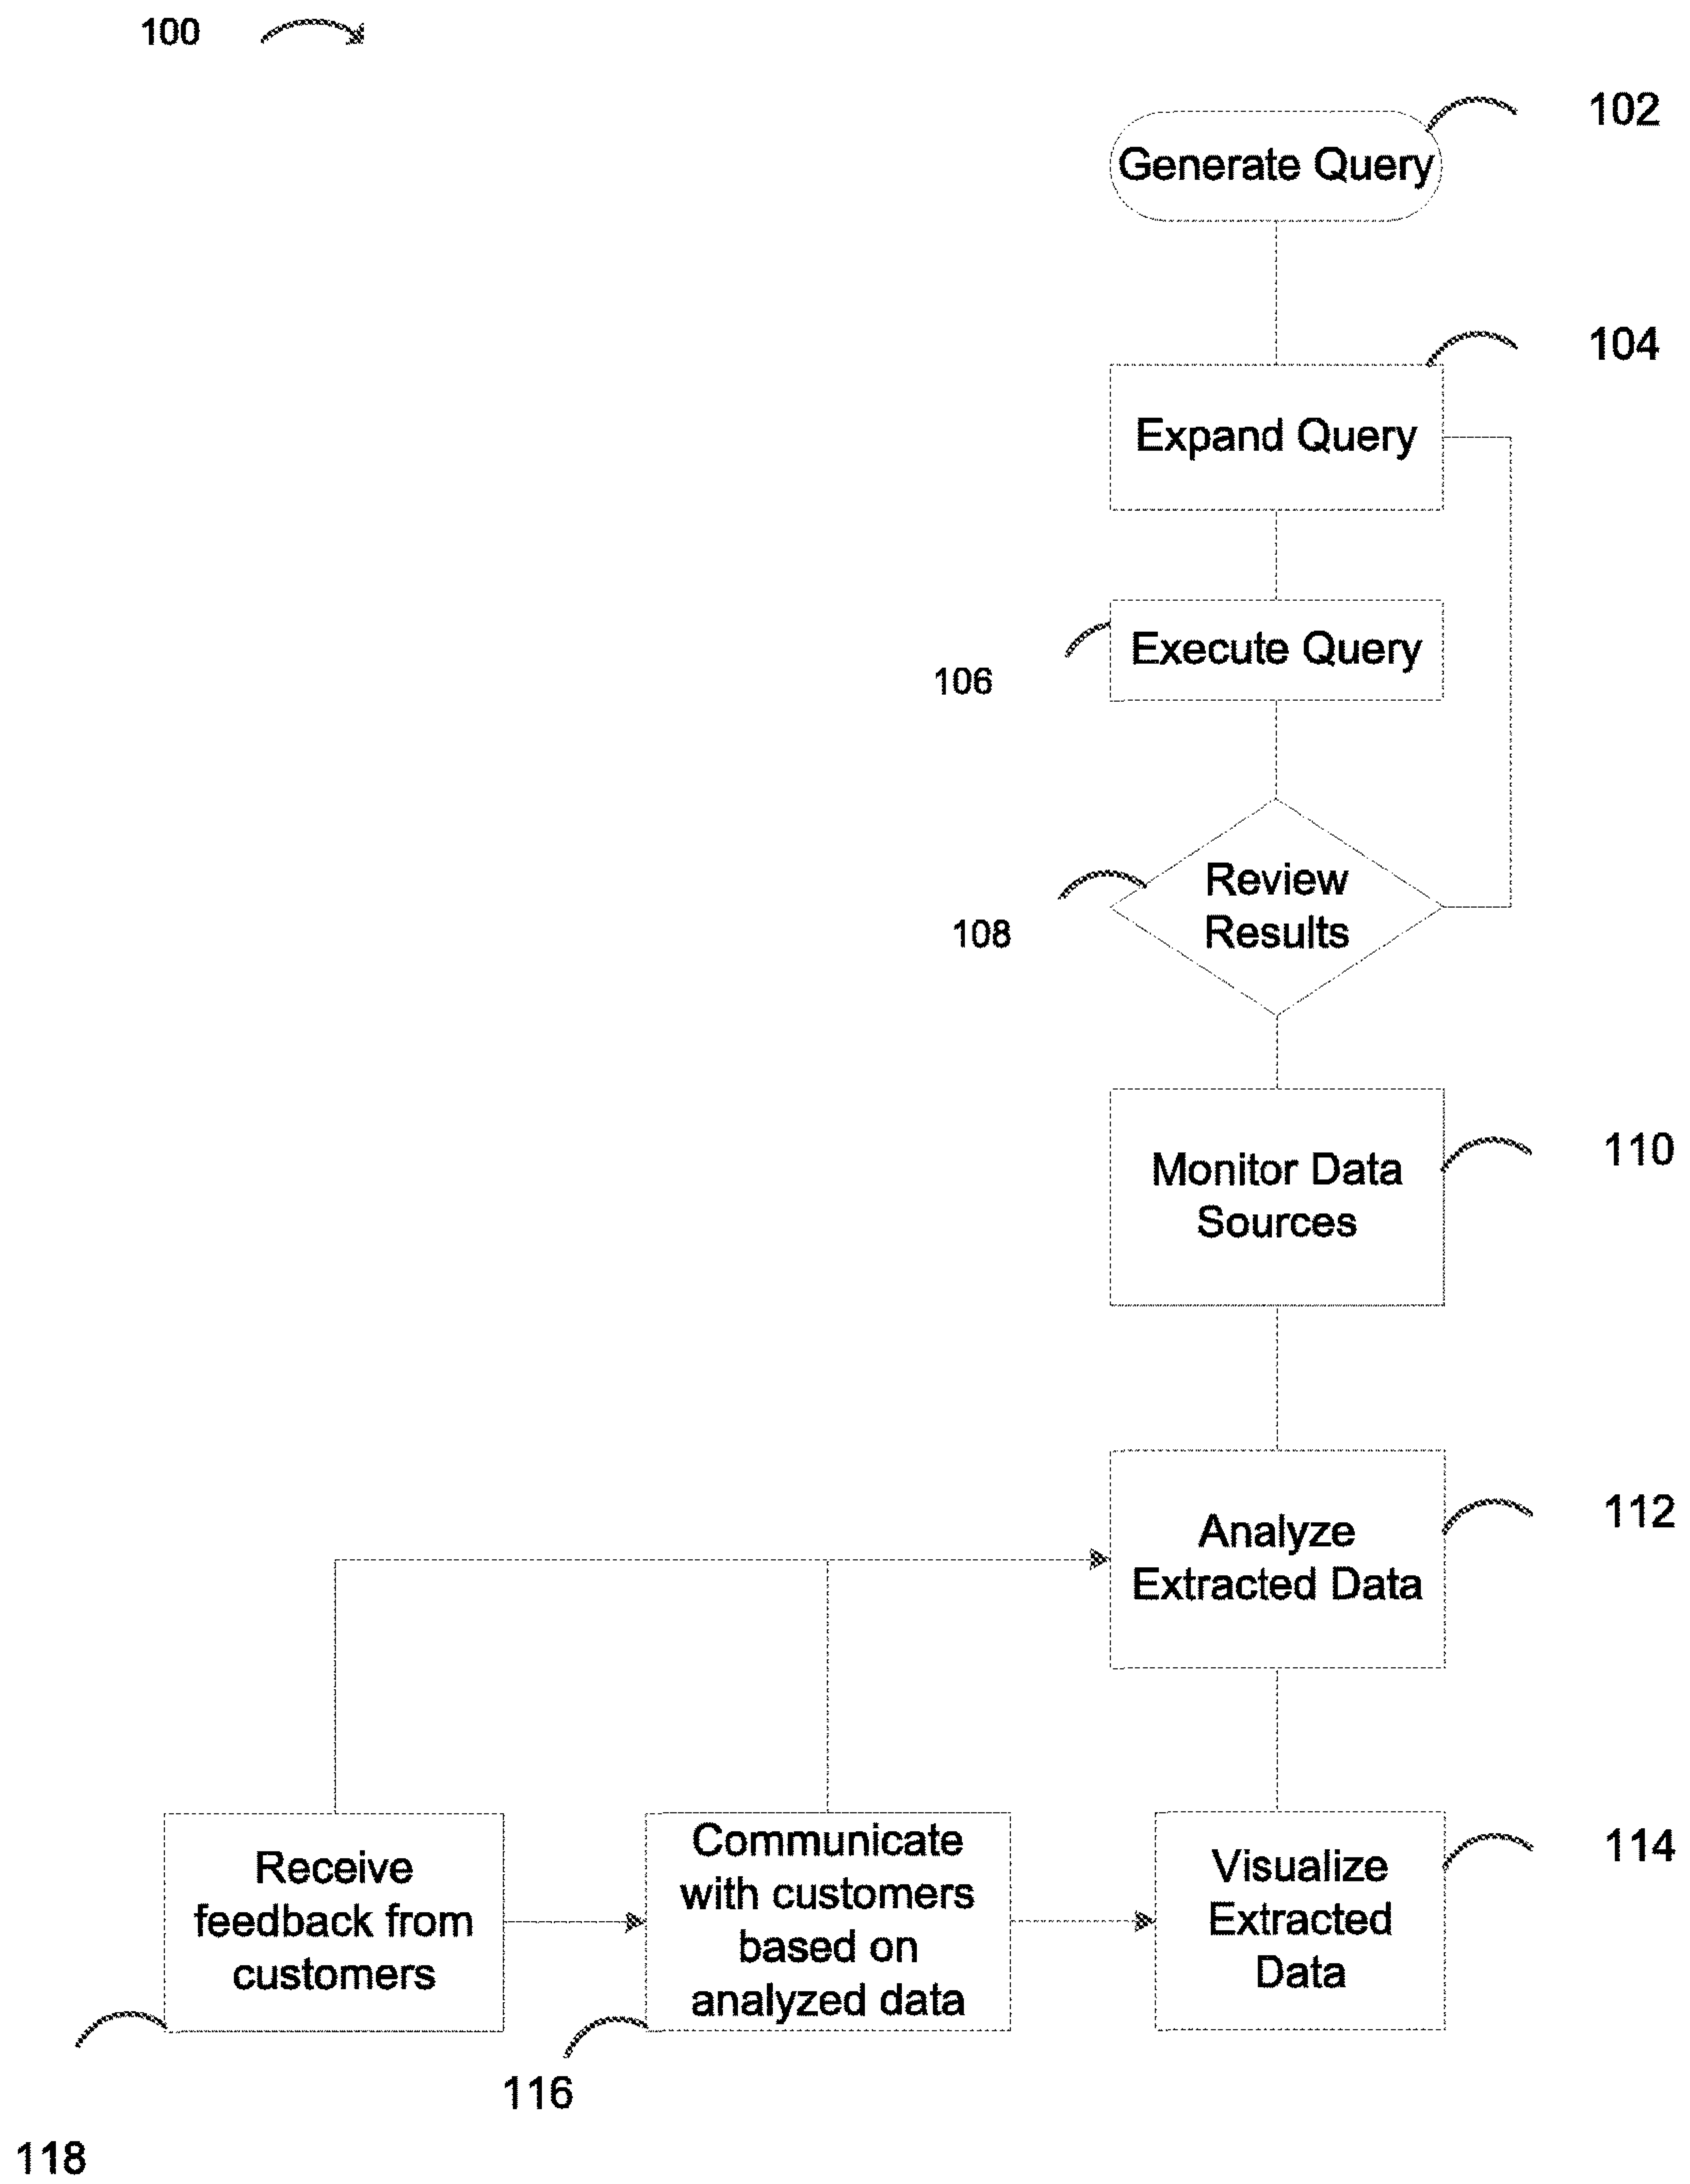 100
102
Generate Query
104
Expand Query
Execute Query
106
Review
Results
108
110
Monitor Data
Sources
112
Analyze
Extracted Data
Receive
feedback from
customers
Communicate
with customers
based on
analyzed data
114
Visualize
Extracted
Data
116
118